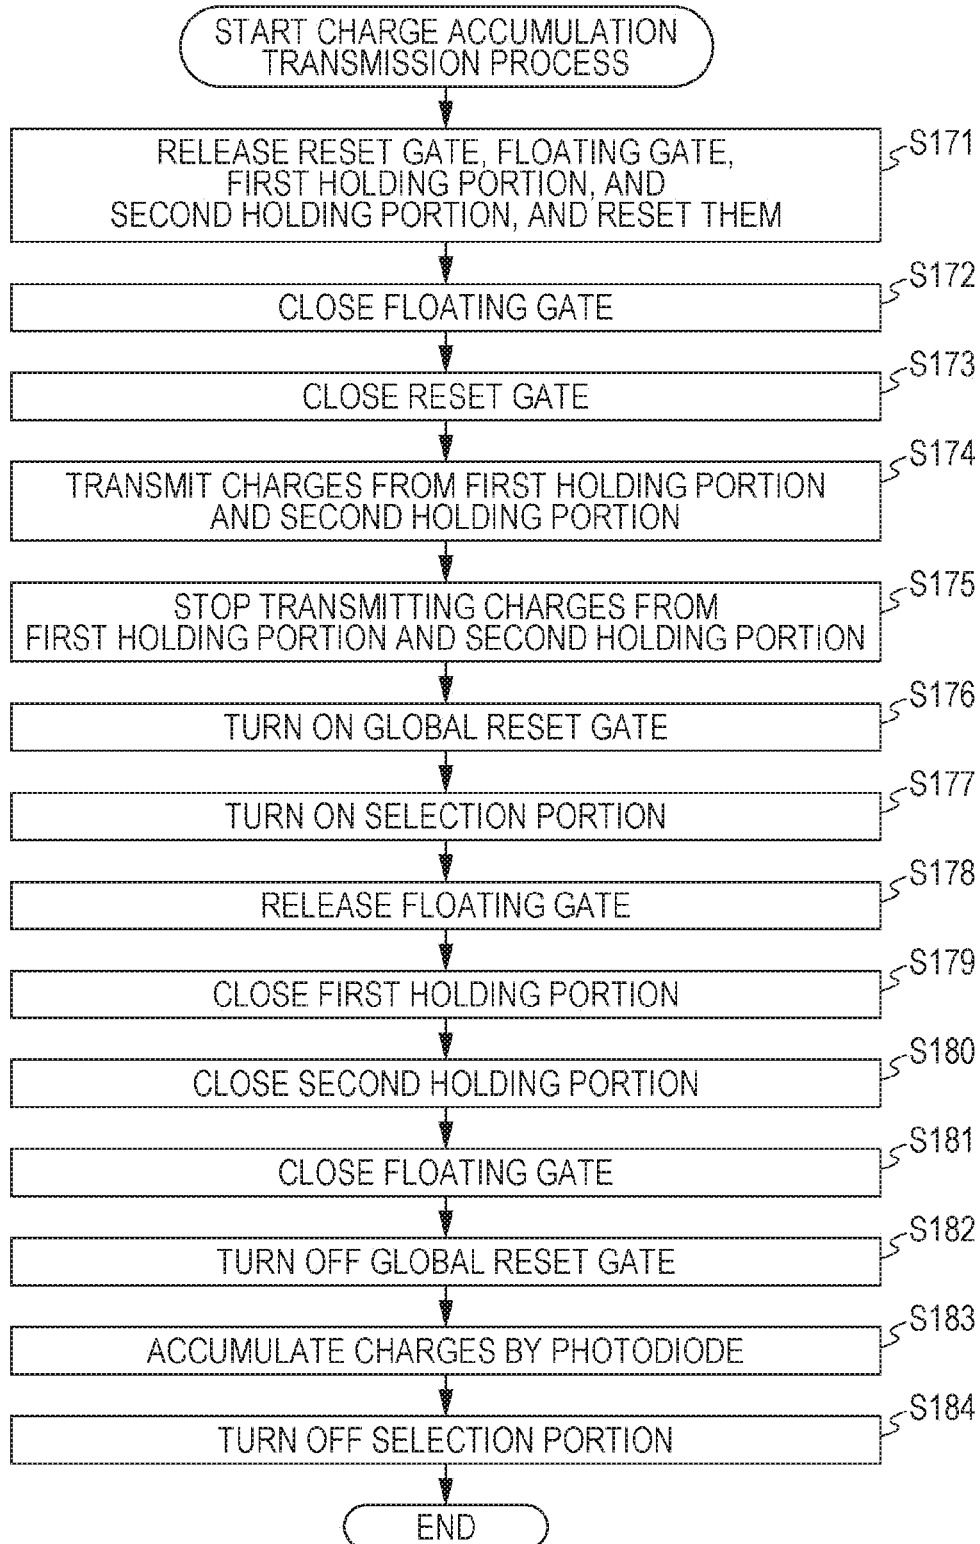 START CHARGE ACCUMULATION
TRANSMISSION PROCESS
S171
RELEASE RESET GATE, FLOATING GATE,
FIRST HOLDING PORTION, AND
SECOND HOLDING PORTION, AND RESET THEM
S172
CLOSE FLOATING GATE
S173
CLOSE RESET GATE
S174
TRANSMIT CHARGES FROM FIRST HOLDING PORTION
AND SECOND HOLDING PORTION
S175
STOP TRANSMITTING CHARGES FROM
FIRST HOLDING PORTION AND SECOND HOLDING PORTION
S176
TURN ON GLOBAL RESET GATE
S177
TURN ON SELECTION PORTION
S178
RELEASE FLOATING GATE
S179
CLOSE FIRST HOLDING PORTION
S180
CLOSE SECOND HOLDING PORTION
S181
CLOSE FLOATING GATE
S182
TURN OFF GLOBAL RESET GATE
S183
ACCUMULATE CHARGES BY PHOTODIODE
S184
TURN OFF SELECTION PORTION
END